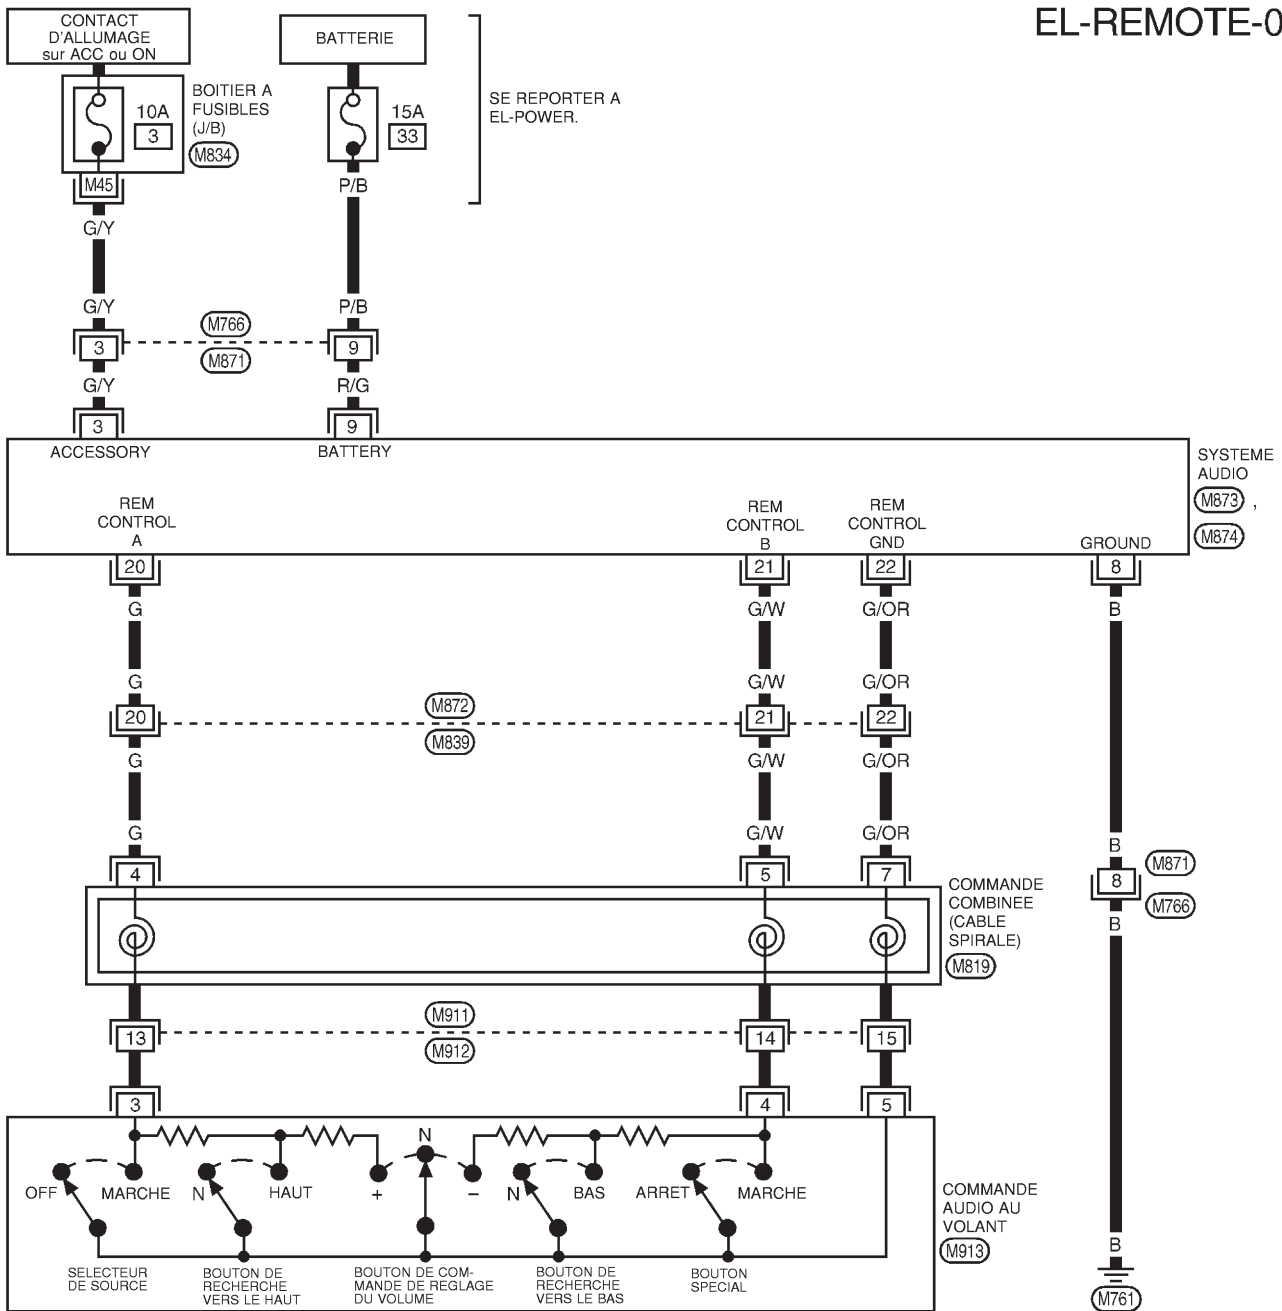 EL-REMOTE-0
CONTACT
D'ALLUMAGE
sur ACC ou ON
BATTERIE
10A
3
BOITIER A
FUSIBLES
(J/B)
M834
15A
33
SE REPORTER A
EL-POWER.
M45
P/B
G/Y
G/Y
P/B
M766
3
9
M871
G/Y
R/G
3
9
ACCESSORY
BATTERY
SYSTEME
AUDIO
M873 ,
M874
REM
CONTROL
A
REM
CONTROL
B
REM
CONTROL
GND
GROUND
20
21
22
8
G
G/W
G/OR
B
G
G/W
G/OR
M872
20
21
22
M839
G
G/W
G/OR
G
G/W
G/OR
B
M871
8
M766
B
4
5
7
COMMANDE
COMBINEE
(CABLE
SPIRALE)
M819
M911
13
14
15
M912
3
4
5
N
OFF
MARCHE
N
HAUT
+
−
N
BAS
ARRET
MARCHE
COMMANDE
AUDIO AU
VOLANT
M913
SELECTEUR
DE SOURCE
BOUTON DE
RECHERCHE
VERS LE HAUT
BOUTON DE COM-
MANDE DE REGLAGE
DU VOLUME
BOUTON DE
RECHERCHE
VERS LE BAS
BOUTON
SPECIAL
B
M761